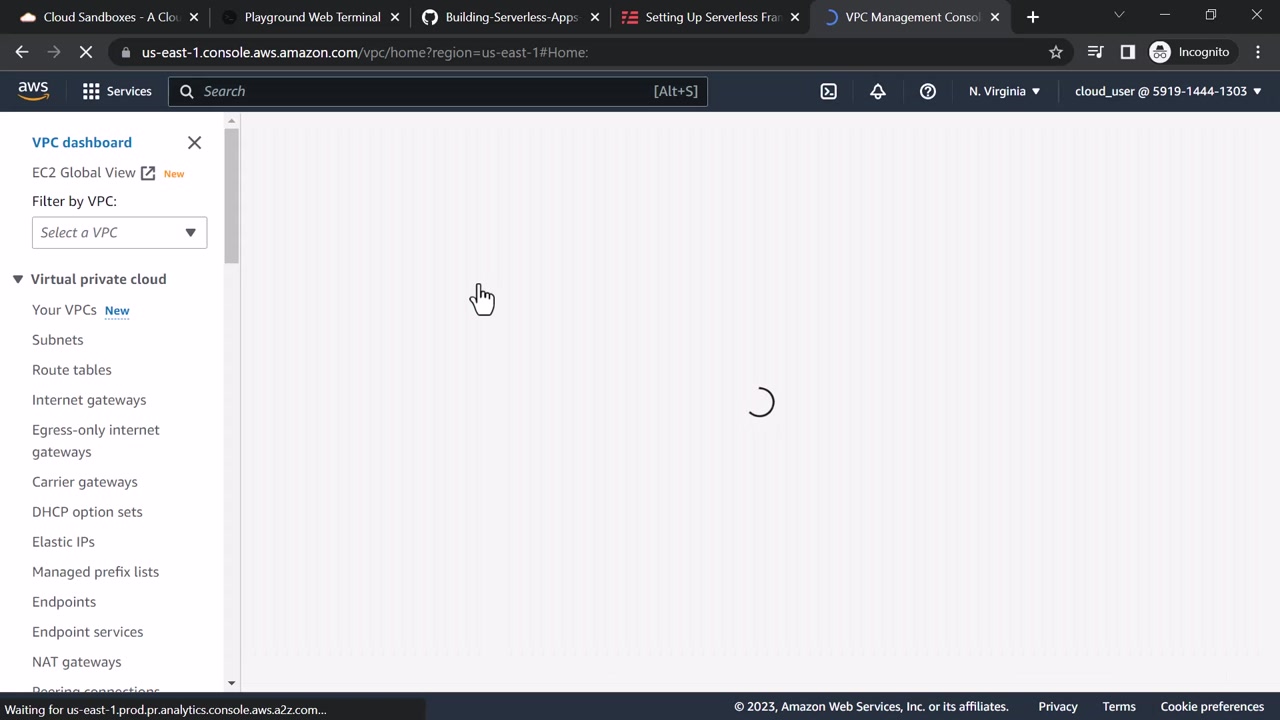 Cloud Sandboxes - A Clou
Playground Web Terminal
Building-Serverless-Apps
Setting Up Serverless Fran
VPC Management Consol
us-east-1.console.aws.amazon.com/vpc/home?region=us-east-1#Home:
Incognito
aws
Services
Search
[Alt+S]
N. Virginia
cloud_user @ 5919-1444-1303
VPC dashboard
EC2 Global View New
Filter by VPC:
Select a VPC
Virtual private cloud
Your VPCs New
Subnets
Route tables
Internet gateways
Egress-only internet
gateways
Carrier gateways
DHCP option sets
Elastic IPs
Managed prefix lists
Endpoints
Endpoint services
NAT gateways
Peering connections
Waiting for us-east-1.prod.pr.analytics.console.aws.a2z.com...
© 2023, Amazon Web Services, Inc. or its affiliates.
Privacy
Terms
Cookie preferences